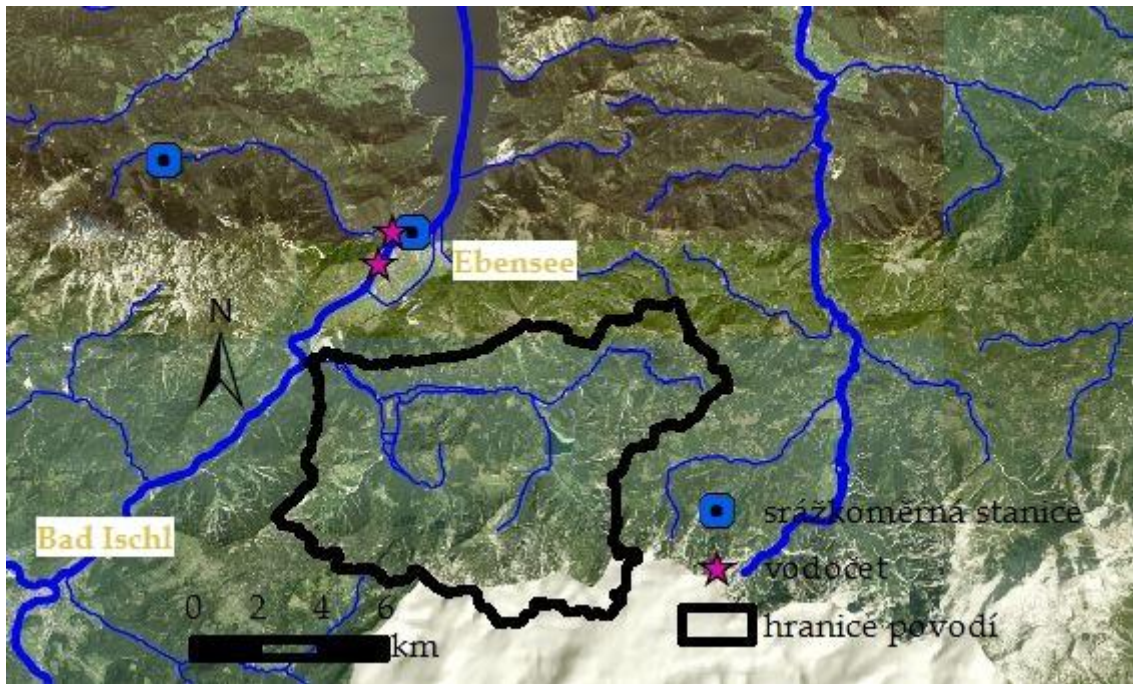 Ebensee
N
Bad Ischl
srážkoměrná stanice
vodočet
hranice povodí
0 2 4 6
km